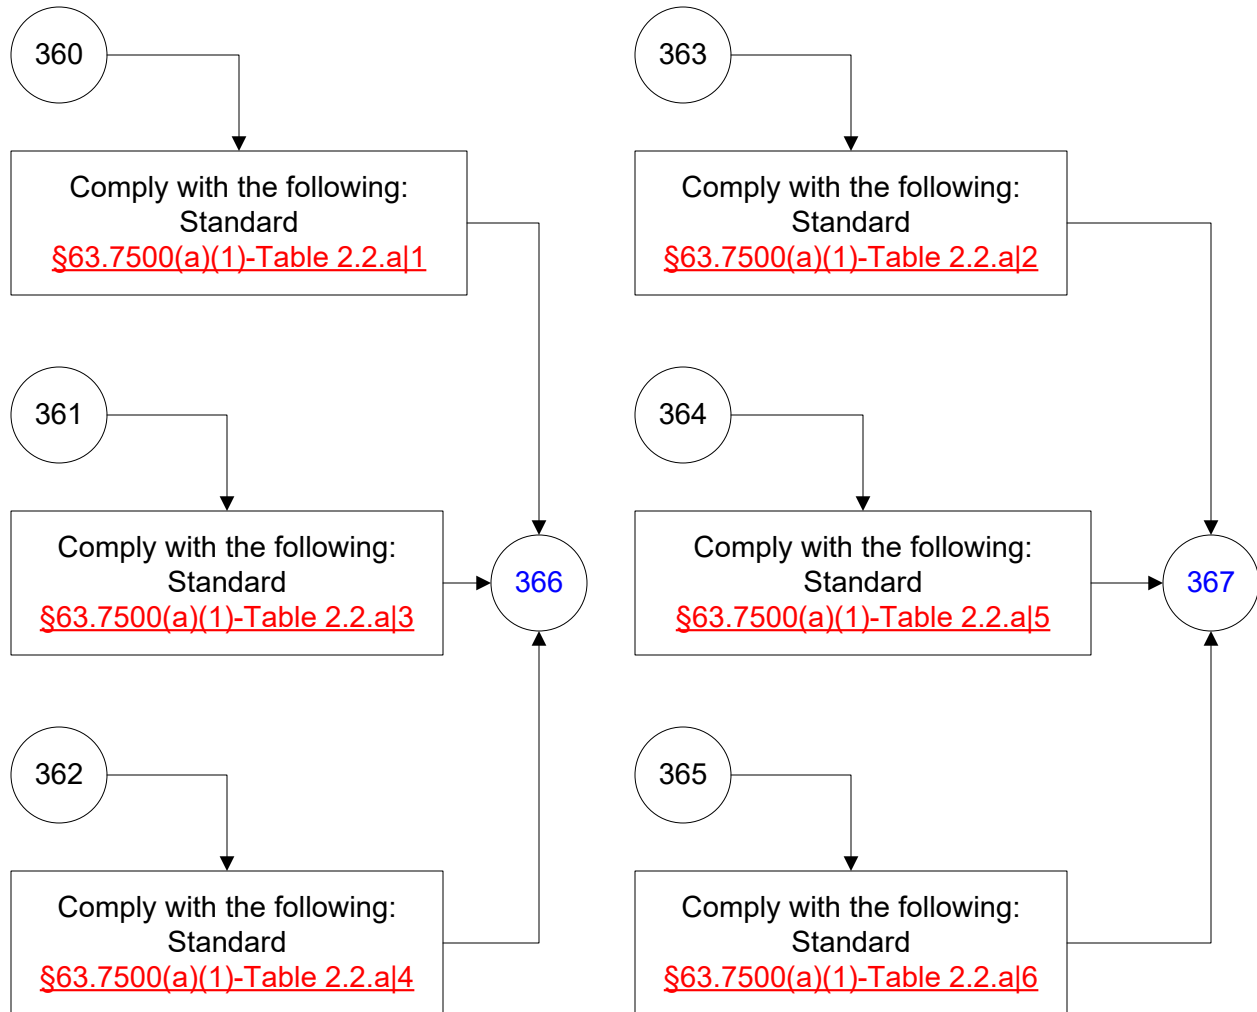 360
Comply with the following:
Standard
§63.7500(a)(1)-Table 2.2.a|1
361
Comply with the following:
Standard
§63.7500(a)(1)-Table 2.2.a|3
362
Comply with the following:
Standard
§63.7500(a)(1)-Table 2.2.a|4
366
363
Comply with the following:
Standard
§63.7500(a)(1)-Table 2.2.a|2
364
Comply with the following:
Standard
§63.7500(a)(1)-Table 2.2.a|5
365
Comply with the following:
Standard
§63.7500(a)(1)-Table 2.2.a|6
367